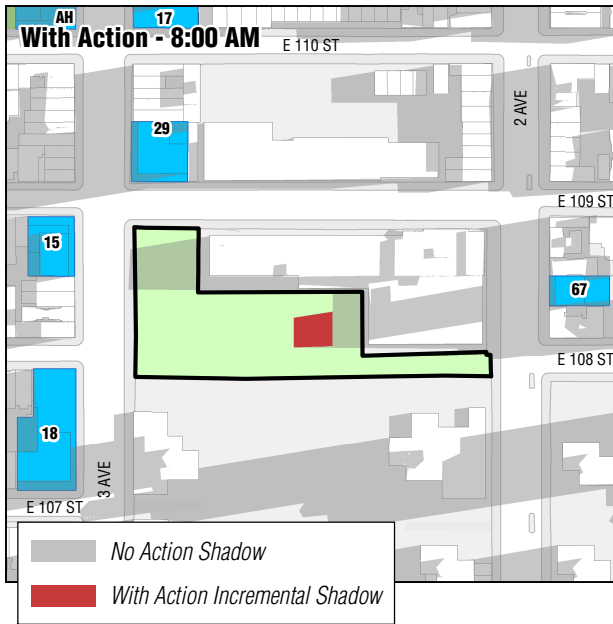 AH
17
With Action - 8:00 AM
E 110 ST
29
2 AVE
E 109 ST
15
67
E 108 ST
18
3 AVE
E 107 ST
No Action Shadow
With Action Incremental Shadow